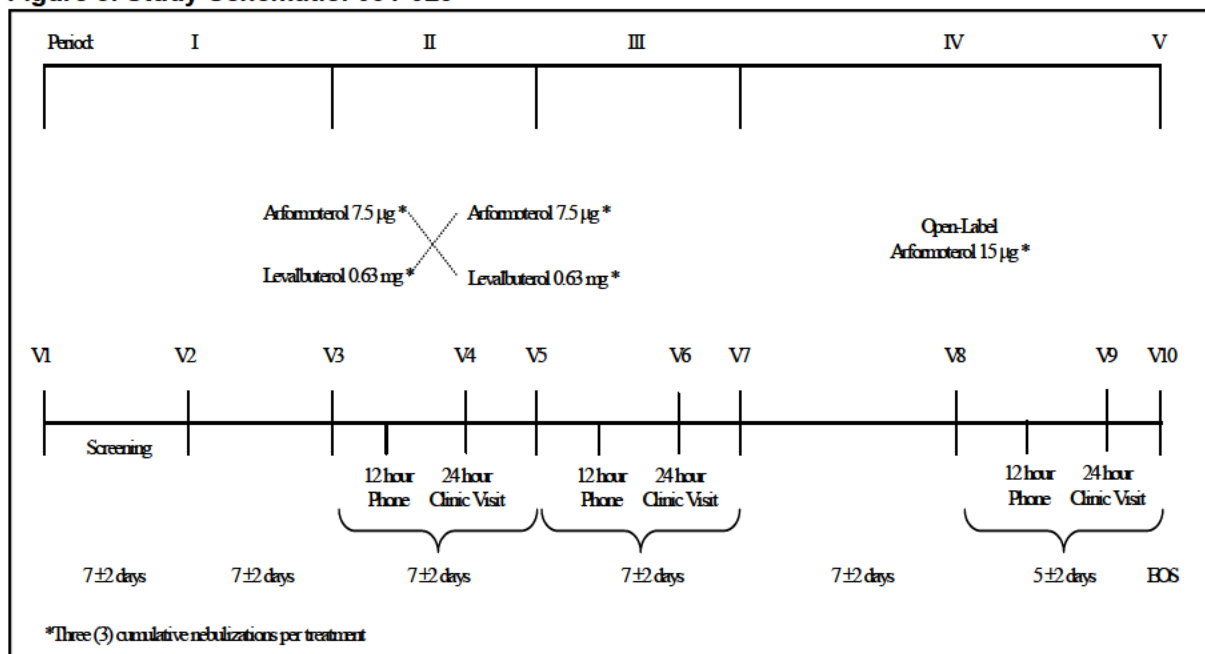 Period: I II III IV V
Arformoterol 7.5 μg * Arformoterol 7.5 μg *
Open-Label
Arformoterol 15 μg *
Levalbuterol 0.63 mg * Levalbuterol 0.63 mg *
V1 V2 V3 V4 V5 V6 V7 V8 V9 V10
Screening
12 hour 24 hour 12 hour 24 hour 12 hour 24 hour
Phone Clinic Visit Phone Clinic Visit Phone Clinic Visit
7 ±2 days 7 ±2 days 7 ±2 days 7 ±2 days 7 ±2 days 5 ±2 days EOS
*Three (3) cumulative nebulizations per treatment